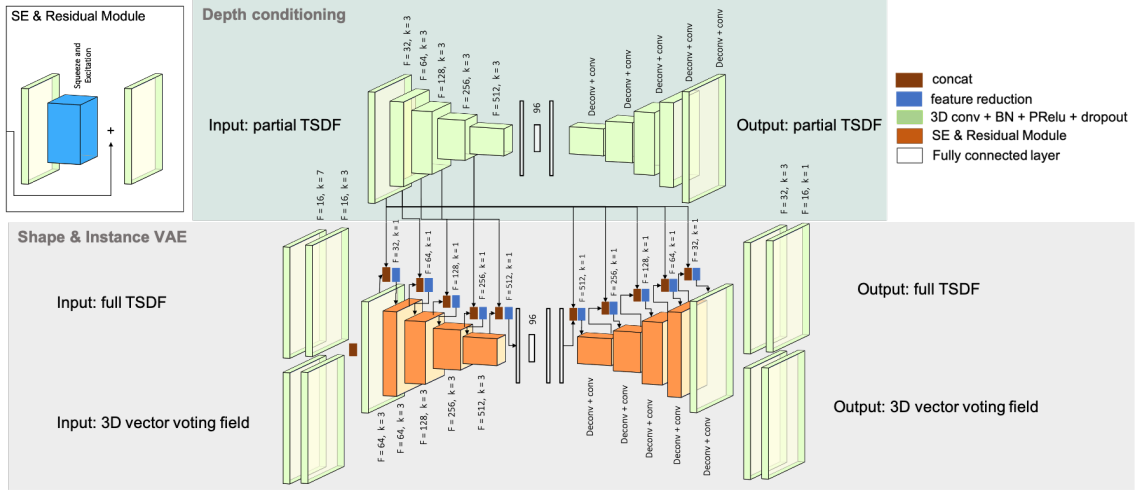 SE & Residual Module
Squeeze and
Excitation
+
Depth conditioning
Input: partial TSDF
F = 32, k = 3
F = 64, k = 3
F = 128, k = 3
F = 256, k = 3
F = 512, k = 3
96
Deconv + conv
Deconv + conv
Deconv + conv
Deconv + conv
Deconv + conv
Output: partial TSDF
concat
feature reduction
3D conv + BN + PRelu + dropout
SE & Residual Module
Fully connected layer
Shape & Instance VAE
F = 16, k = 7
F = 16, k = 3
Input: full TSDF
Input: 3D vector voting field
F = 32, k = 1
F = 64, k = 1
F = 128, k = 1
F = 256, k = 1
F = 512, k = 1
F = 64, k = 3
F = 64, k = 3
F = 128, k = 3
F = 256, k = 3
F = 512, k = 3
96
F = 512, k = 1
F = 256, k = 1
F = 128, k = 1
F = 64, k = 1
F = 32, k = 1
Deconv + conv
Deconv + conv
Deconv + conv
Deconv + conv
Deconv + conv
F = 32, k = 3
F = 16, k = 1
Output: full TSDF
Output: 3D vector voting field